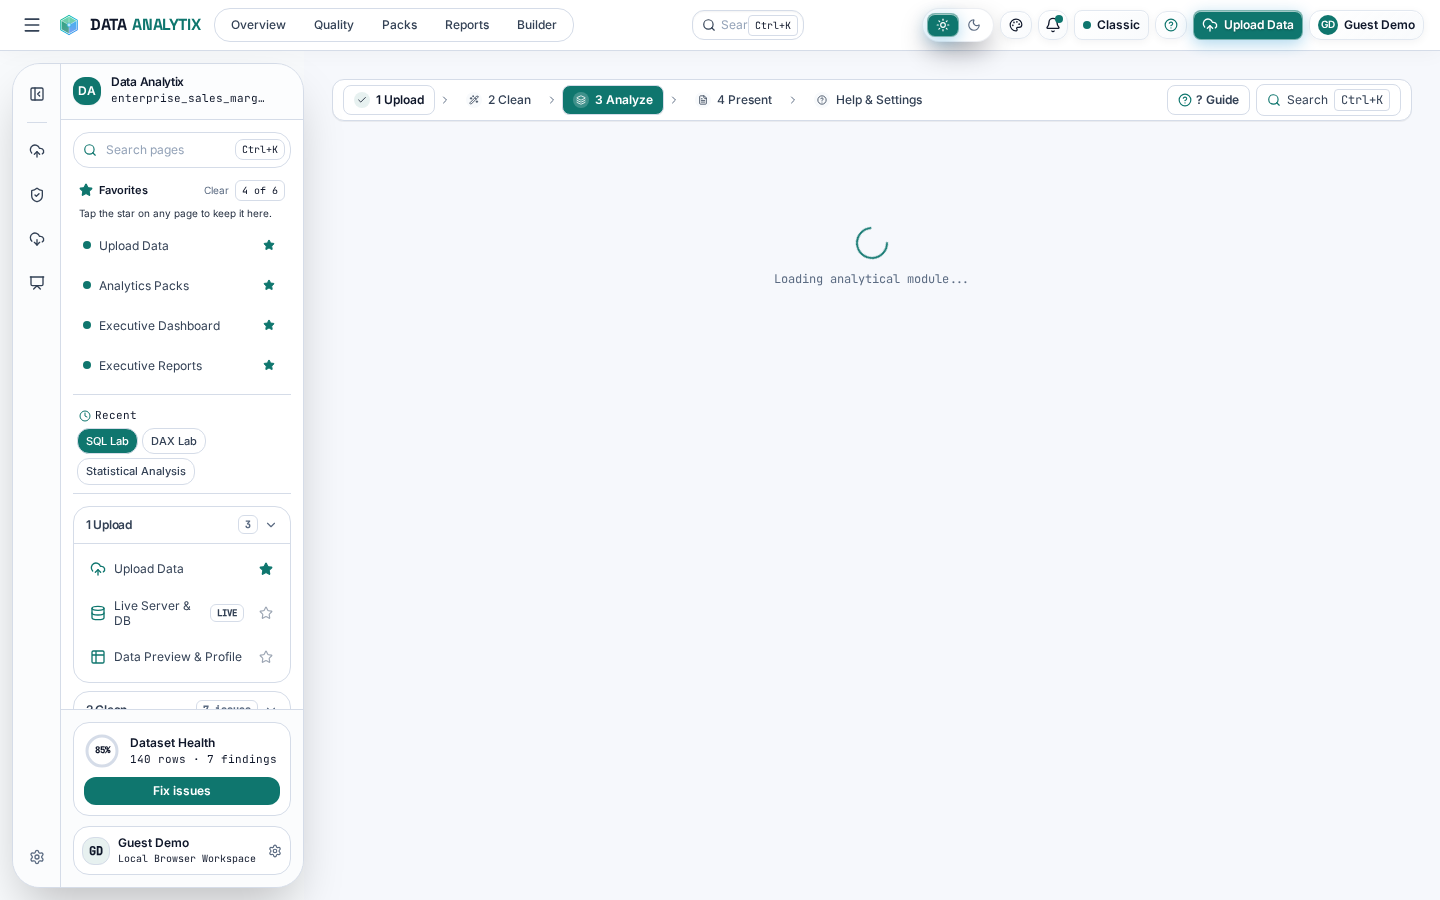 DATA ANALYTIX
Overview
Quality
Packs
Reports
Builder
Sear
Ctrl+K
Classic
Upload Data
GD
Guest Demo
DA
Data Analytix
enterprise_sales_marg…
Search pages
Ctrl+K
Favorites
Clear
4 of 6
Tap the star on any page to keep it here.
Upload Data
Analytics Packs
Executive Dashboard
Executive Reports
Recent
SQL Lab
DAX Lab
Statistical Analysis
1 Upload
3
Upload Data
Live Server &
DB
LIVE
Data Preview & Profile
2 Clean
7 issues
85%
Dataset Health
140 rows · 7 findings
Fix issues
GD
Guest Demo
Local Browser Workspace
1 Upload
2 Clean
3 Analyze
4 Present
Help & Settings
? Guide
Search
Ctrl+K
Loading analytical module...